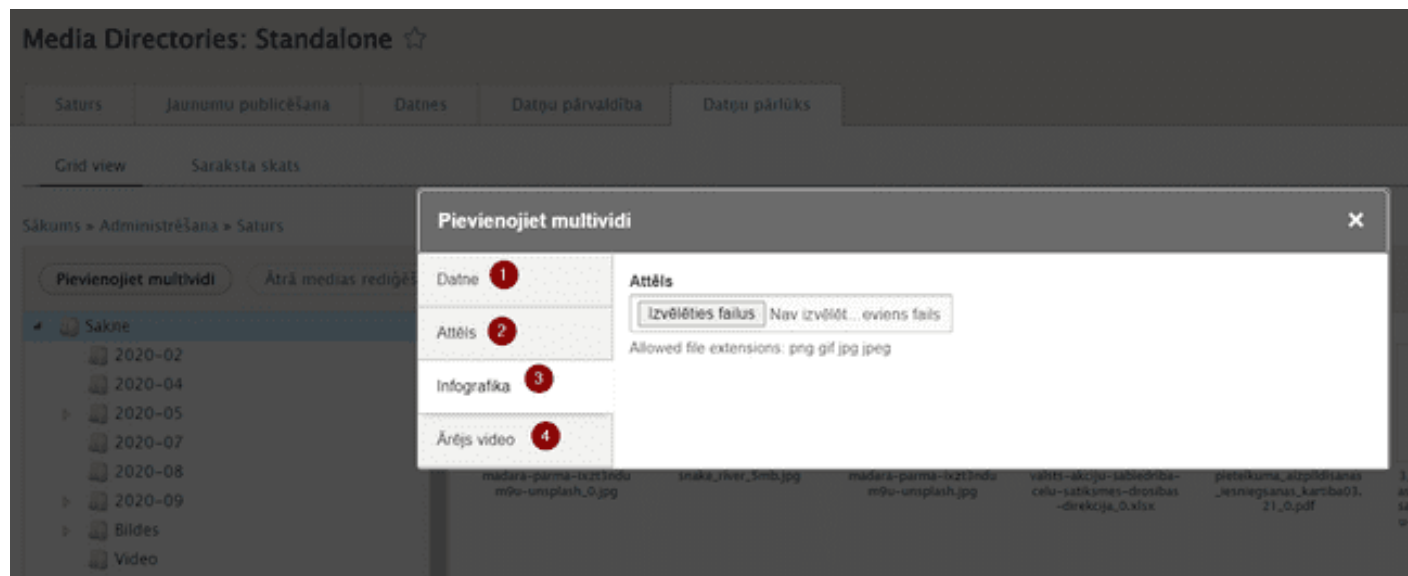 Media Directories: Standalone
Saturs Jaunumu publicēšana Datnes Datņu pārvaldība Datņu pārlūks
Grid view Saraksta skats
Sākums » Administrēšana » Saturs
Pievienojiet multividi Ātrā medias rediģēš
Sakne
2020-02
2020-04
2020-05
2020-07
2020-08
2020-09
Bildes
Video
Pievienojiet multividi ×
Datne 1
Attēls 2
Infografika 3
Ārējs video 4
Attēls
Izvēlēties failus Nav izvēlēt...eviens fails
Allowed file extensions: png gif jpg jpeg
madara-parma-ixzt3ndu
m9u-unsplash_0.jpg
snake_river_5mb.jpg
madara-parma-ixzt3ndu
m9u-unsplash.jpg
valsts-akciju-sabiedriba-
celu-satiksmes-drosibas
-direkcija_0.xlsx
pieteikuma_aizpildisanas
_iesniegsanas_kartiba03.
21_0.pdf